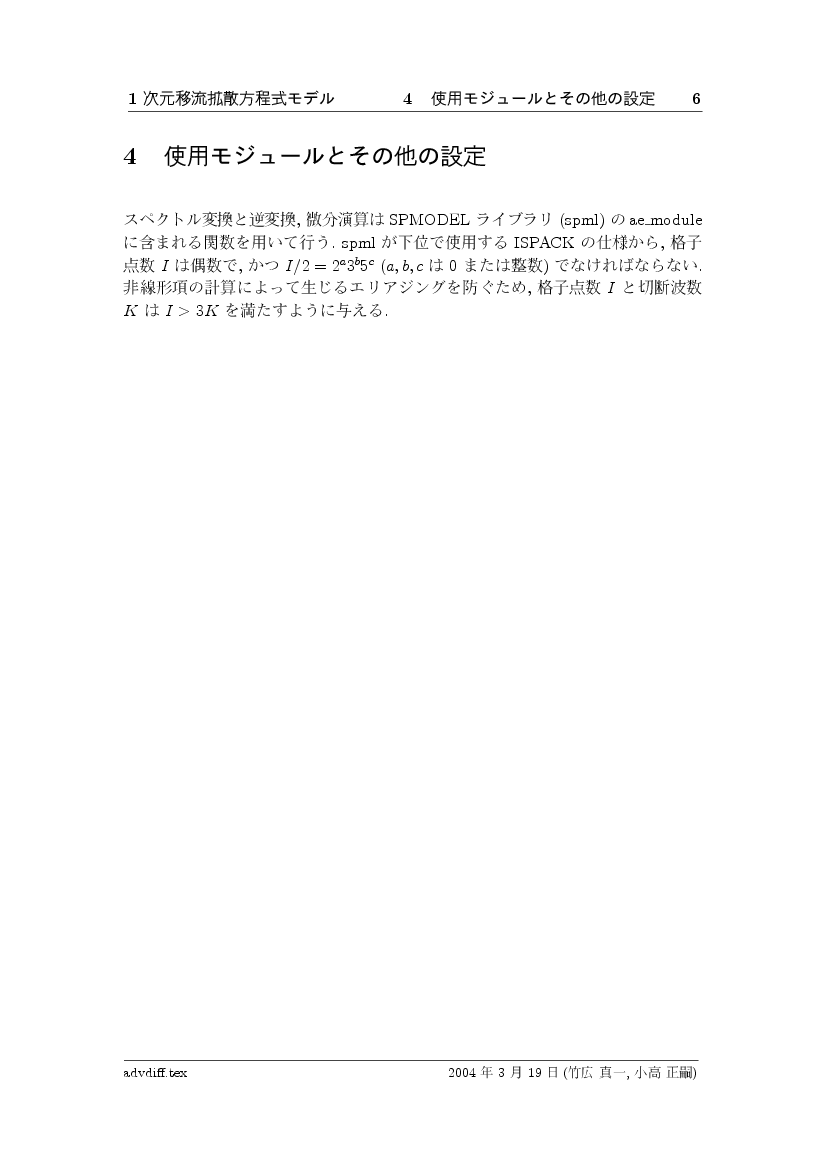 1 次元移流拡散方程式モデル 4 使用モジュールとその他の設定 6
4 使用モジュールとその他の設定
スペクトル変換と逆変換, 微分演算は SPMODEL ライブラリ (spml) の ae_module
に含まれる関数を用いて行う. spml が下位で使用する ISPACK の仕様から, 格子
点数 I は偶数で, かつ I/2 = 2^a3^b5^c (a, b, c は 0 または整数) でなければならない.
非線形項の計算によって生じるエリアジングを防ぐため, 格子点数 I と切断波数
K は I > 3K を満たすように与える.
advdiff.tex 2004 年 3 月 19 日 (竹広 真一, 小高 正嗣)